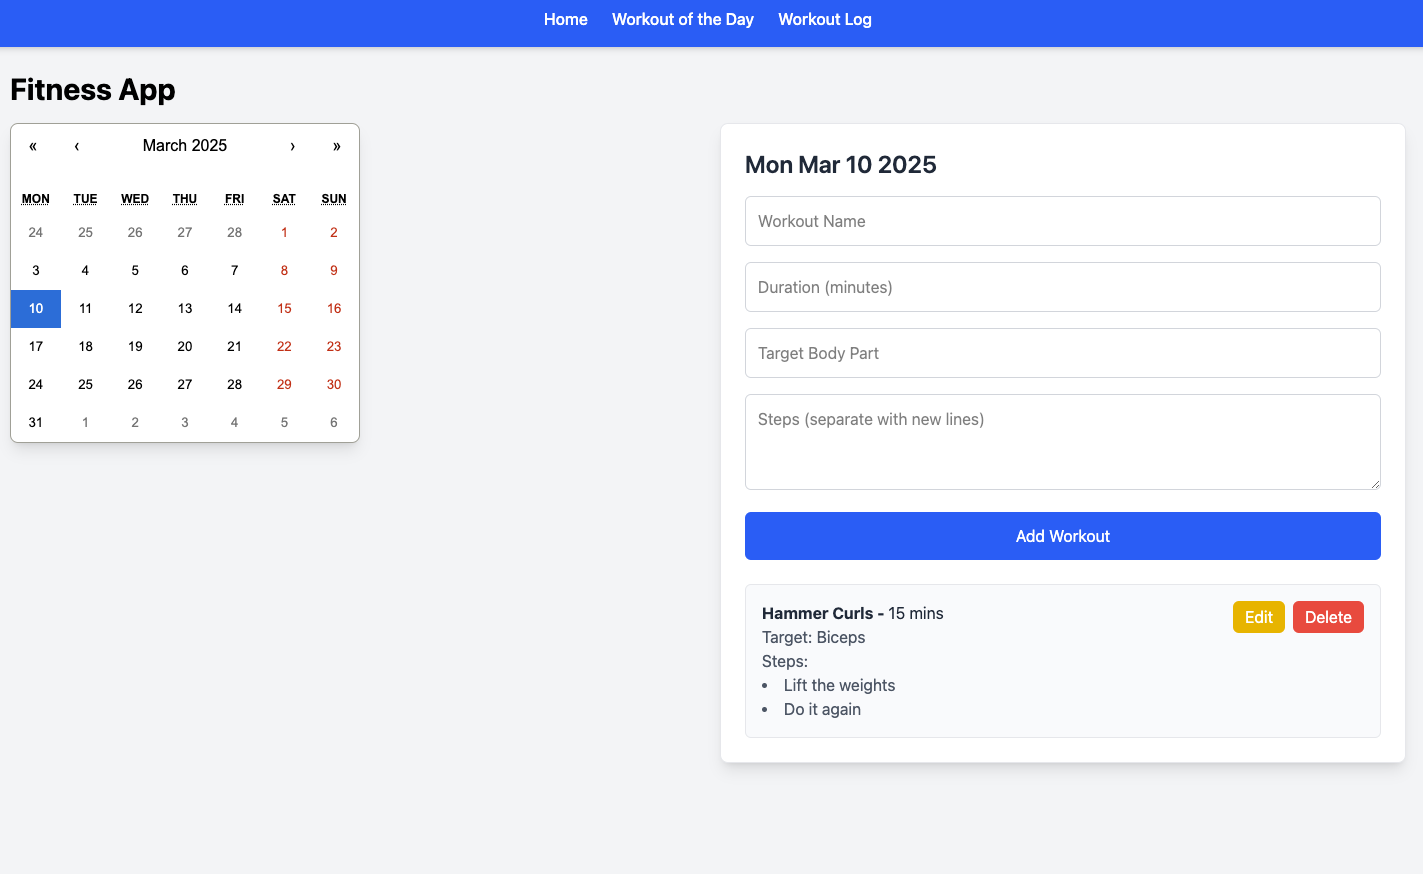 Home Workout of the Day Workout Log
Fitness App
« ‹ March 2025 › »
MON TUE WED THU FRI SAT SUN
24 25 26 27 28 1 2
3 4 5 6 7 8 9
10 11 12 13 14 15 16
17 18 19 20 21 22 23
24 25 26 27 28 29 30
31 1 2 3 4 5 6
Mon Mar 10 2025
Workout Name
Duration (minutes)
Target Body Part
Steps (separate with new lines)
Add Workout
Hammer Curls - 15 mins Edit Delete
Target: Biceps
Steps:
• Lift the weights
• Do it again